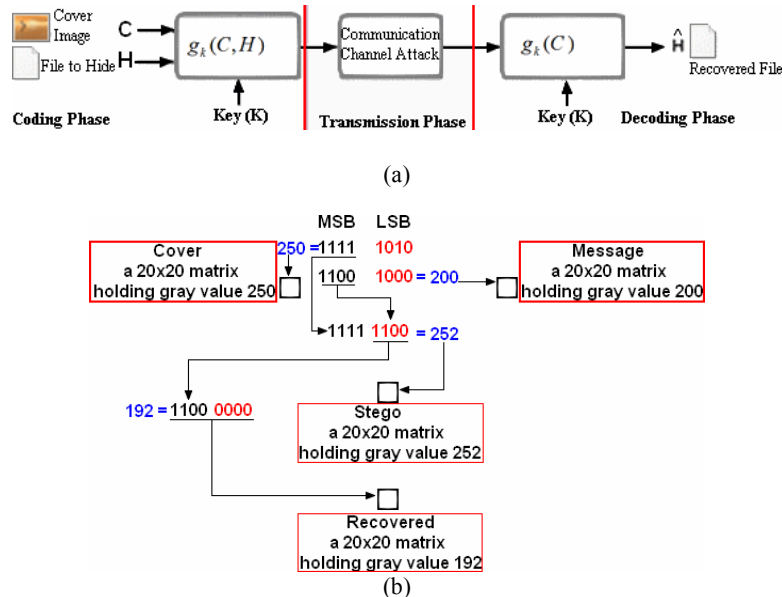 Cover
Image
C
File to Hide
H
g_k(C,H)
Communication
Channel Attack
g_k(C)
Ĥ
Recovered
File
Key (K)
Key (K)
Coding Phase
Transmission Phase
Decoding Phase
(a)
MSB LSB
250 = 1111 1010
Cover
a 20x20 matrix
holding gray value 250
1100 1000 = 200
Message
a 20x20 matrix
holding gray value 200
1111 1100 = 252
192 = 1100 0000
Stego
a 20x20 matrix
holding gray value 252
Recovered
a 20x20 matrix
holding gray value 192
(b)